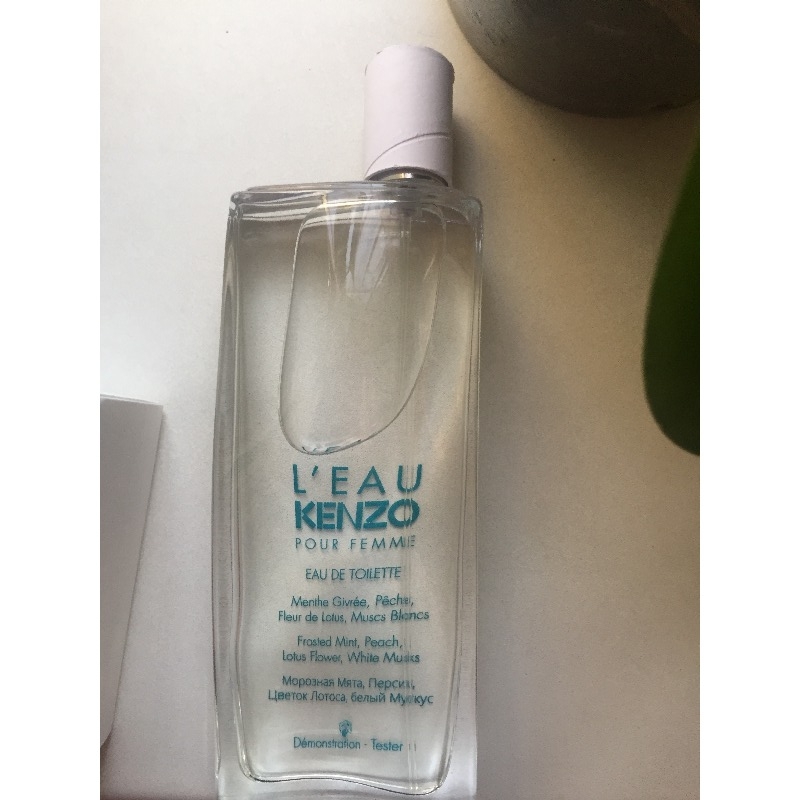 L'EAU
KENZO
POUR FEMME
EAU DE TOILETTE
Menthe Givrée, Pêche,
Fleur de Lotus, Muscs Blancs
Frosted Mint, Peach,
Lotus Flower, White Musks
Морозная Мята, Персик,
Цветок Лотоса, белый Мускус
Démonstration - Tester